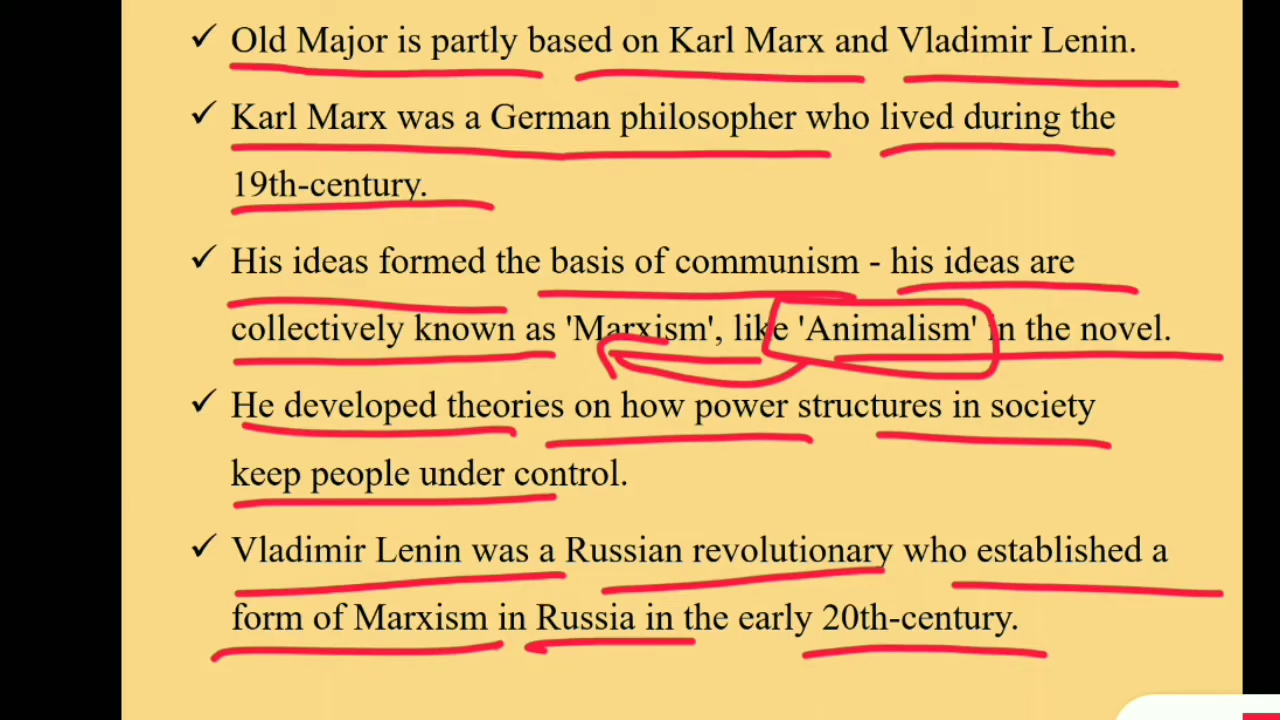 ✓ Old Major is partly based on Karl Marx and Vladimir Lenin.
✓ Karl Marx was a German philosopher who lived during the
19th-century.
✓ His ideas formed the basis of communism - his ideas are
collectively known as 'Marxism', like 'Animalism' in the novel.
✓ He developed theories on how power structures in society
keep people under control.
✓ Vladimir Lenin was a Russian revolutionary who established a
form of Marxism in Russia in the early 20th-century.